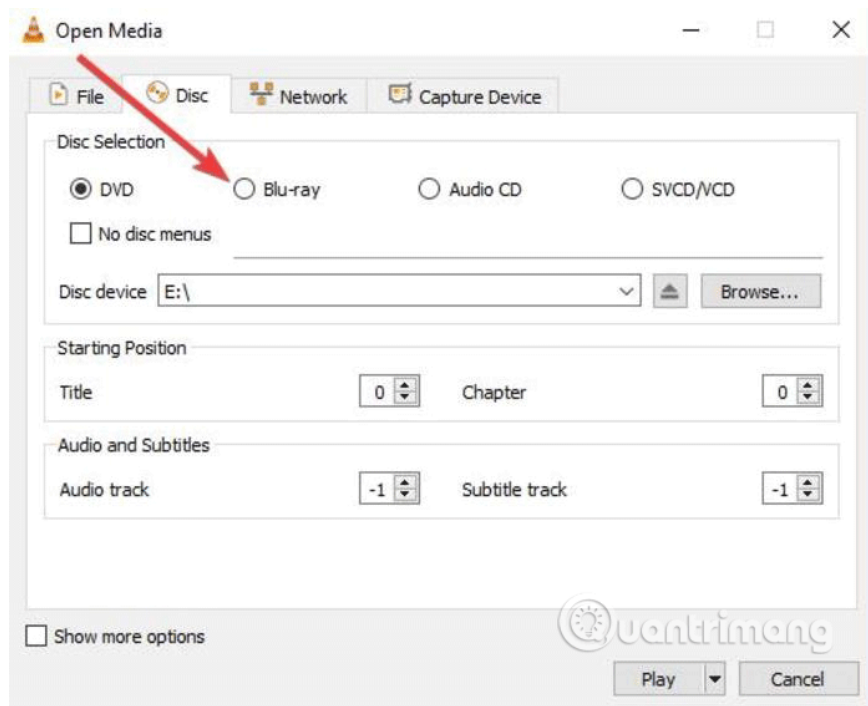 Open Media
File Disc Network Capture Device
Disc Selection
DVD Blu-ray Audio CD SVCD/VCD
No disc menus
Disc device E:\ Browse...
Starting Position
Title 0 Chapter 0
Audio and Subtitles
Audio track -1 Subtitle track -1
Show more options
Quantrimang
Play Cancel